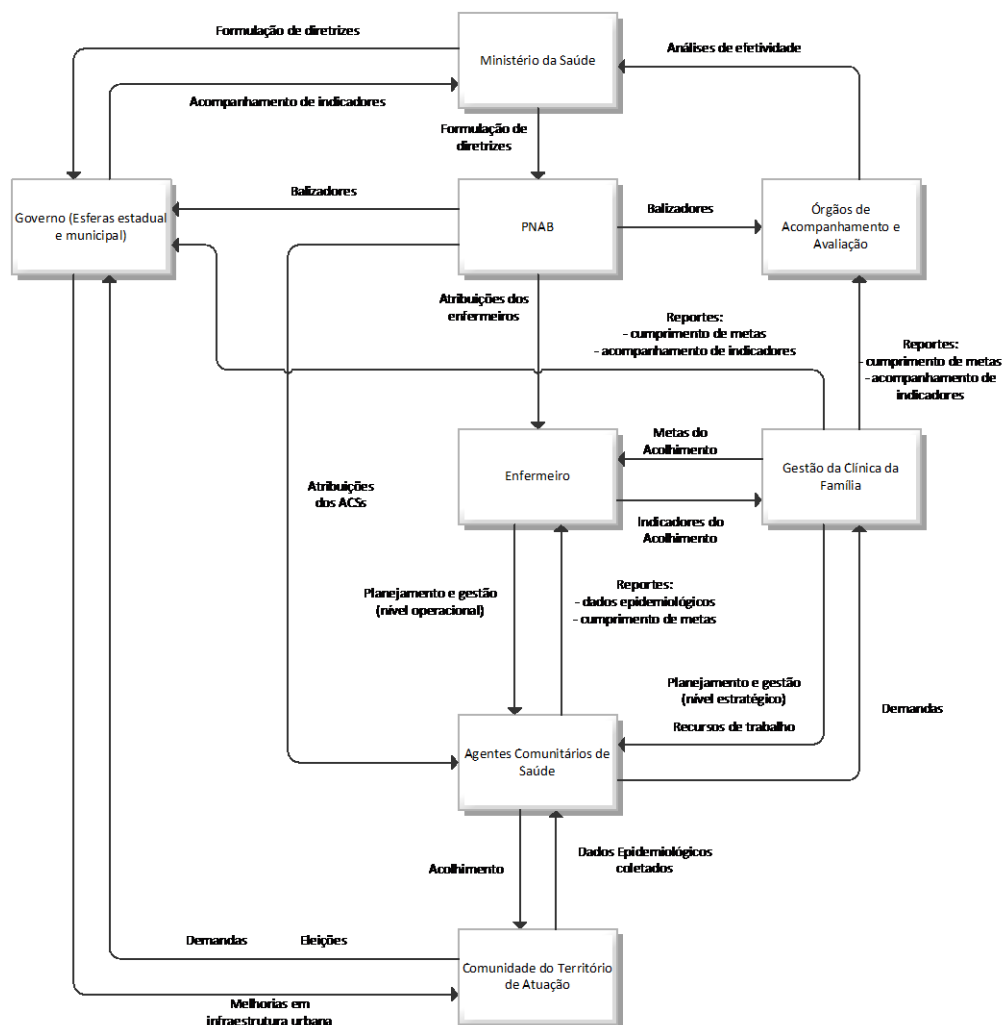 Formulação de diretrizes
Ministério da Saúde
Análises de efetividade
Acompanhamento de indicadores
Formulação de
diretrizes
Governo (Esferas estadual
e municipal)
Balizadores
PNAB
Balizadores
Órgãos de
Acompanhamento e
Avaliação
Atribuições dos
enfermeiros
Reportes:
- cumprimento de metas
- acompanhamento de indicadores
Reportes:
- cumprimento de metas
- acompanhamento de
indicadores
Metas do
Acolhimento
Enfermeiro
Gestão da Clínica da
Família
Atribuições
dos ACSs
Indicadores do
Acolhimento
Planejamento e gestão
(nível operacional)
Reportes:
- dados epidemiológicos
- cumprimento de metas
Planejamento e gestão
(nível estratégico)
Recursos de trabalho
Demandas
Agentes Comunitários de
Saúde
Acolhimento
Dados Epidemiológicos
coletados
Demandas
Eleições
Comunidade do Território
de Atuação
Melhorias em
infraestrutura urbana